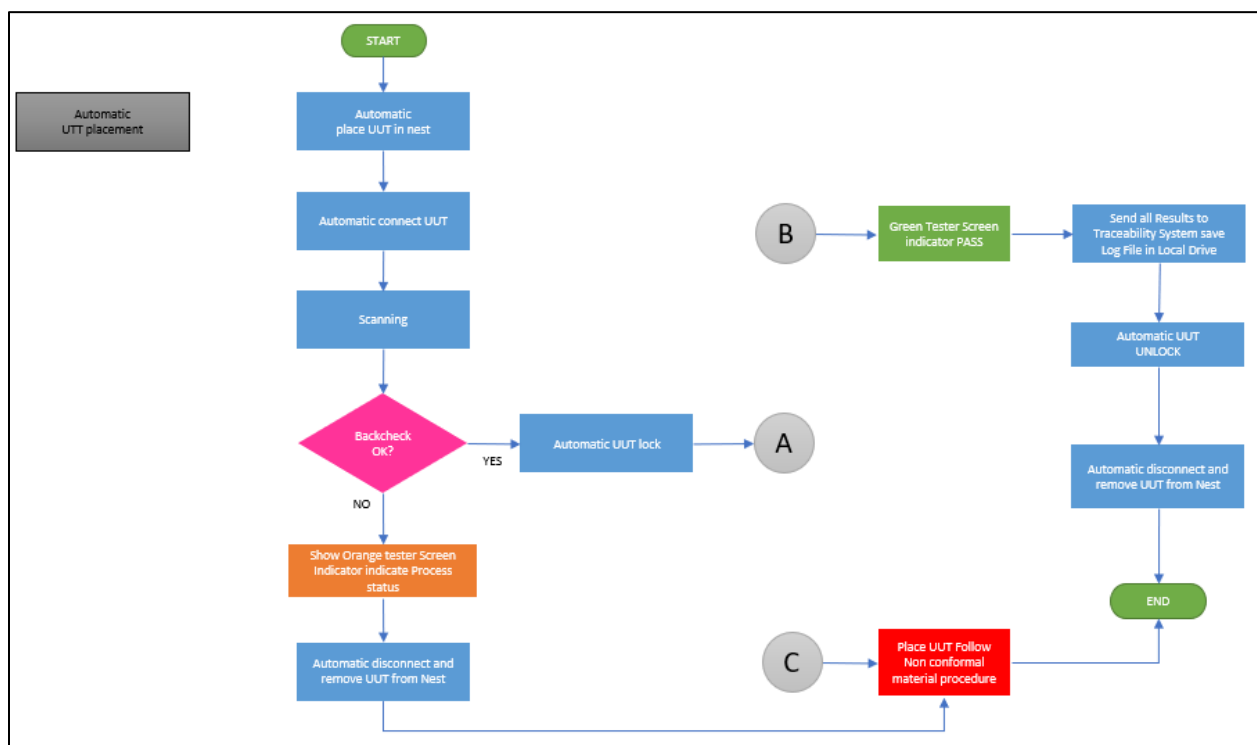 START
Automatic
UTT placement
Automatic
place UUT in nest
Automatic connect UUT
Scanning
Backcheck
OK?
YES
Automatic UUT lock
A
NO
Show Orange tester Screen
Indicator indicate Process
status
Automatic disconnect and
remove UUT from Nest
B
Green Tester Screen
indicator PASS
Send all Results to
Traceability System save
Log File in Local Drive
Automatic UUT
UNLOCK
Automatic disconnect and
remove UUT from Nest
END
C
Place UUT Follow
Non conformal
material procedure